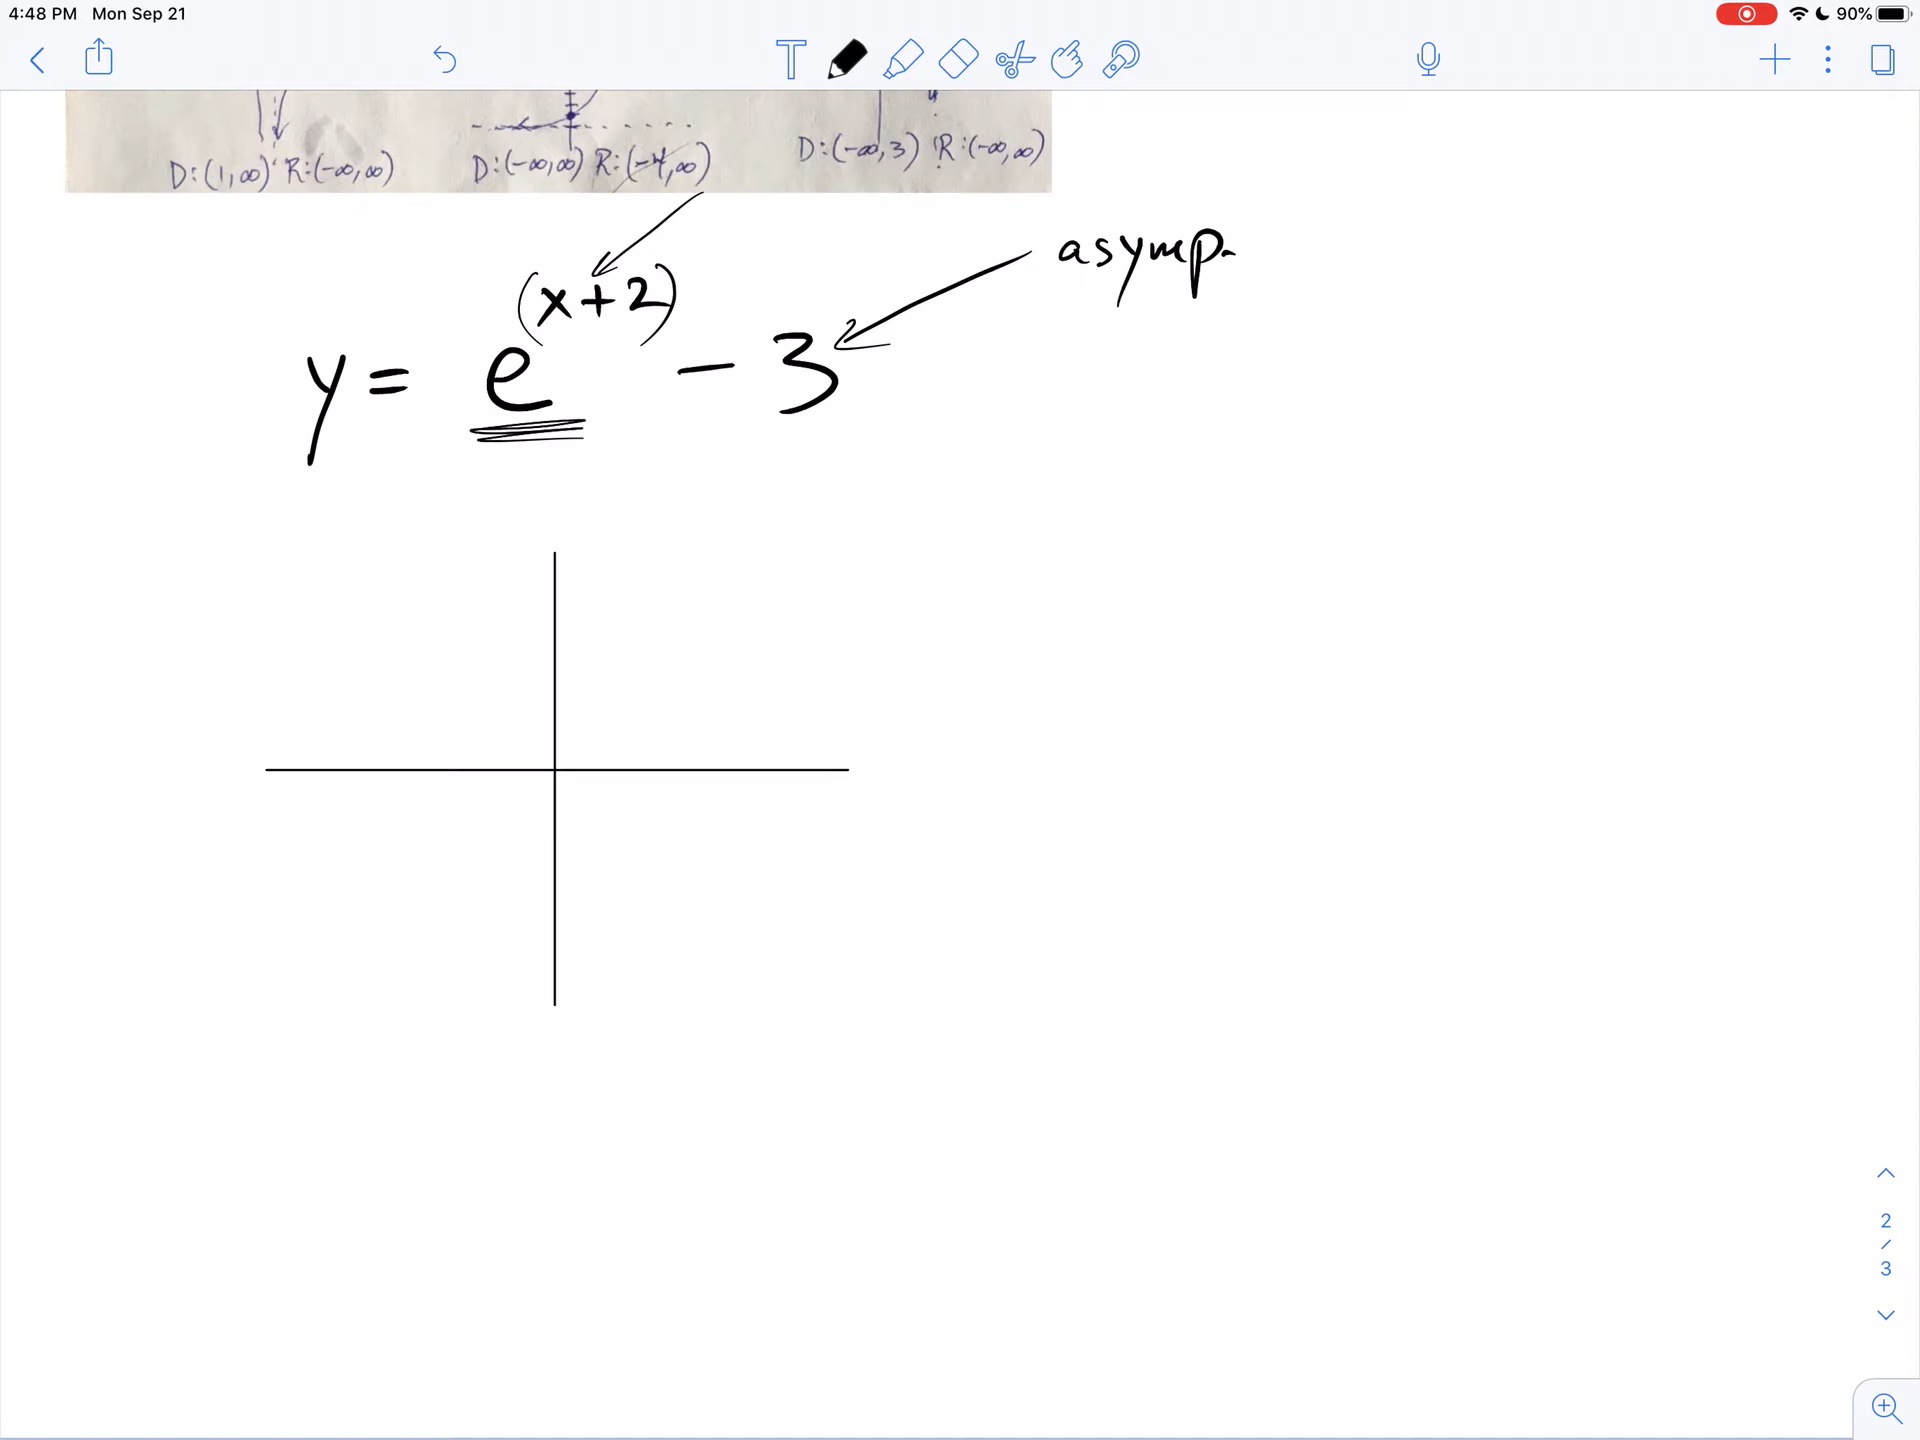 4:48 PM Mon Sep 21
90%
T
D:(1,∞) R:(-∞,∞)
D:(-∞,∞) R:(-4,∞)
D:(-∞,3) R:(-∞,∞)
asymp.
y = e^(x+2) - 3
2
/
3